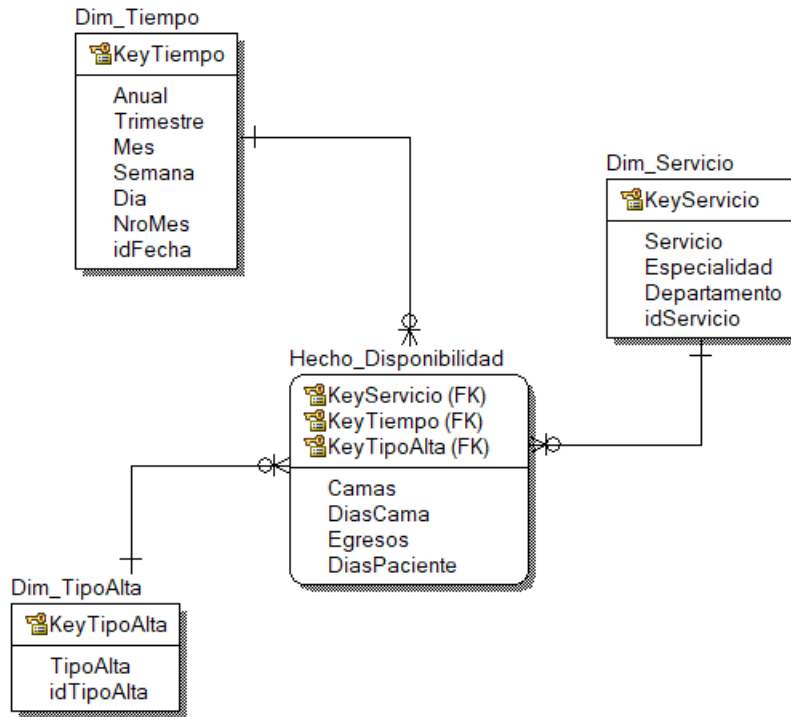 Dim_Tiempo
KeyTiempo
Anual
Trimestre
Mes
Semana
Dia
NroMes
idFecha
Dim_Servicio
KeyServicio
Servicio
Especialidad
Departamento
idServicio
Hecho_Disponibilidad
KeyServicio (FK)
KeyTiempo (FK)
KeyTipoAlta (FK)
Camas
DiasCama
Egresos
DiasPaciente
Dim_TipoAlta
KeyTipoAlta
TipoAlta
idTipoAlta